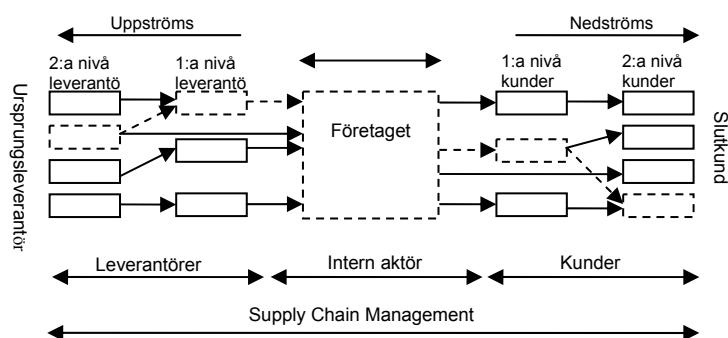 Uppströms
Nedströms
2:a nivå
leverantö
1:a nivå
leverantö
1:a nivå
kunder
2:a nivå
kunder
Ursprungsleverantör
Företaget
Slutkund
Leverantörer
Intern aktör
Kunder
Supply Chain Management